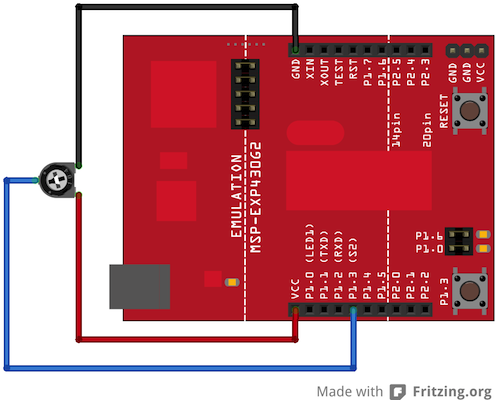 GND XIN XOUT TEST RST P1.7 P1.6 P2.5 P2.4 P2.3
GND GND VCC
RESET
14pin 20pin
EMULATION
MSP-EXP430G2
P1.6
P1.0
P1.3
VCC
P1.0 (LED1)
P1.1 (TXD)
P1.2 (RXD)
P1.3 (S2)
P1.4
P1.5
P2.0
P2.1
P2.2
Made with Fritzing.org